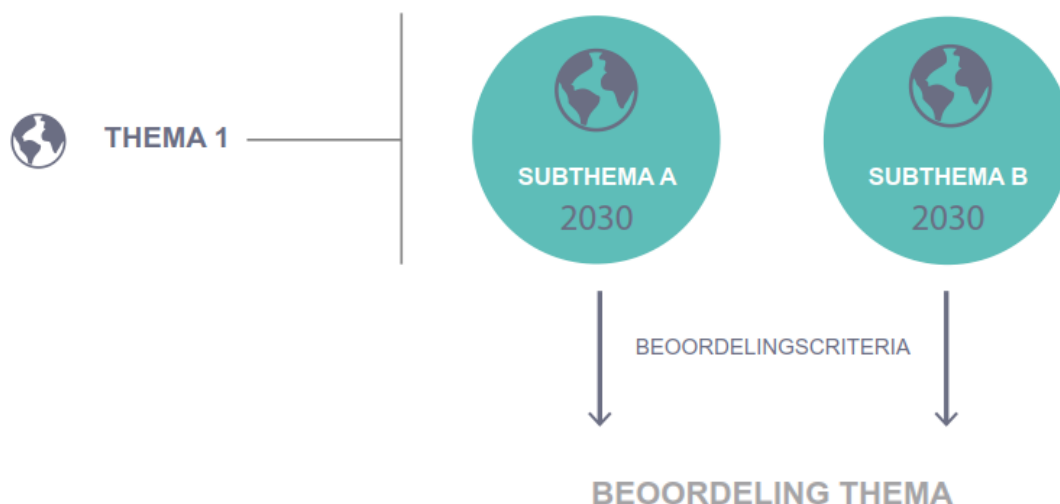 THEMA 1
SUBTHEMA A
2030
SUBTHEMA B
2030
BEOORDELINGSCRITERIA
BEOORDELING THEMA